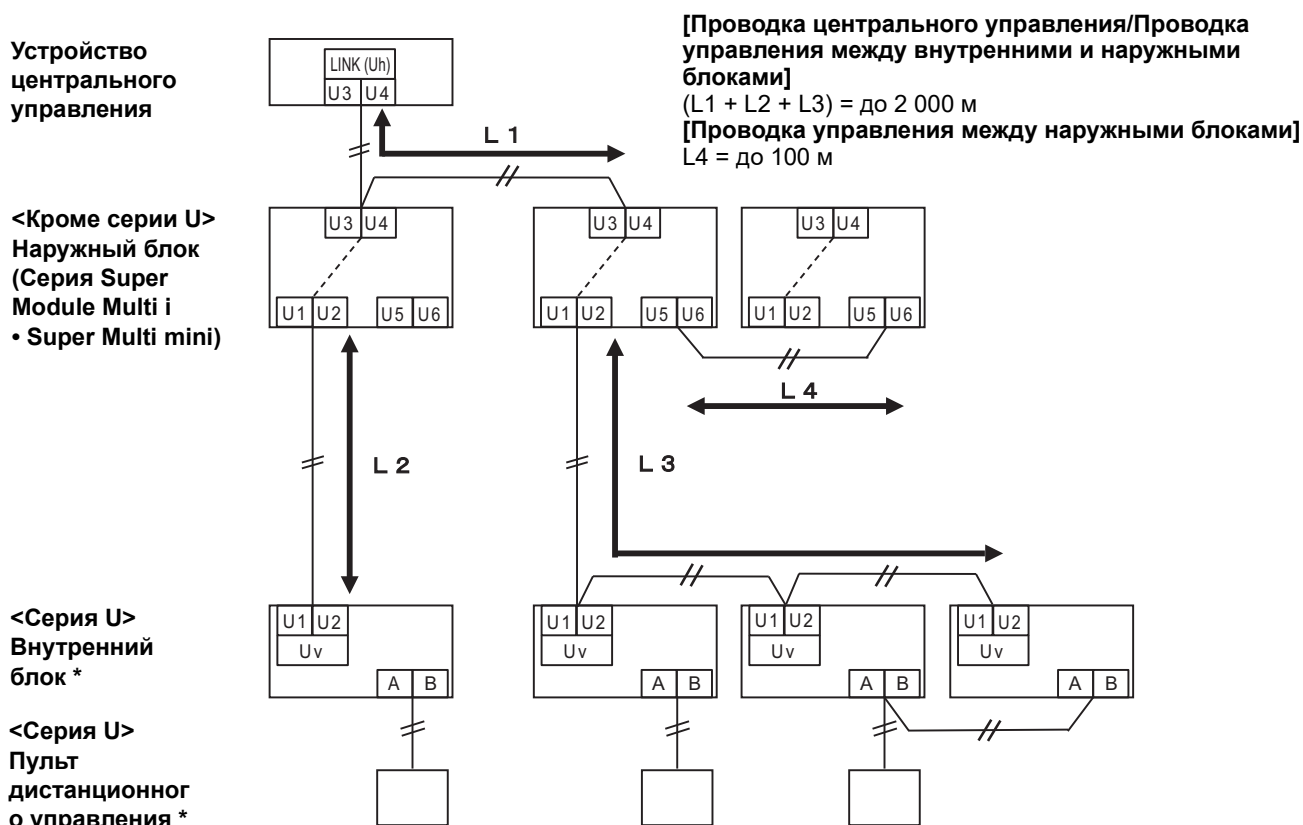 Устройство
центрального
управления
LINK (Uh)
U3 U4
[Проводка центрального управления/Проводка
управления между внутренними и наружными
блоками]
(L1 + L2 + L3) = до 2 000 м
[Проводка управления между наружными блоками]
L4 = до 100 м
L 1
<Кроме серии U>
Наружный блок
(Серия Super
Module Multi i
• Super Multi mini)
U3 U4
U3 U4
U3 U4
U1 U2 U5 U6
U1 U2 U5 U6
U1 U2 U5 U6
L 4
L 2
L 3
<Серия U>
Внутренний
блок *
U1 U2
Uv
A B
U1 U2
Uv
A B
U1 U2
Uv
A B
U1 U2
Uv
A B
<Серия U>
Пульт
дистанционног
о управления *